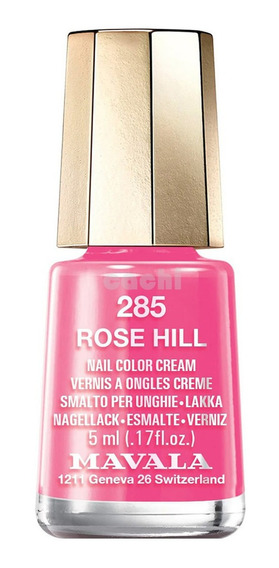 cachi
285
ROSE HILL
NAIL COLOR CREAM
VERNIS A ONGLES CREME
SMALTO PER UNGHIE•LAKKA
NAGELLACK•ESMALTE•VERNIZ
5 ml (.17fl.oz.)
MAVALA
1211 Geneva 26 Switzerland